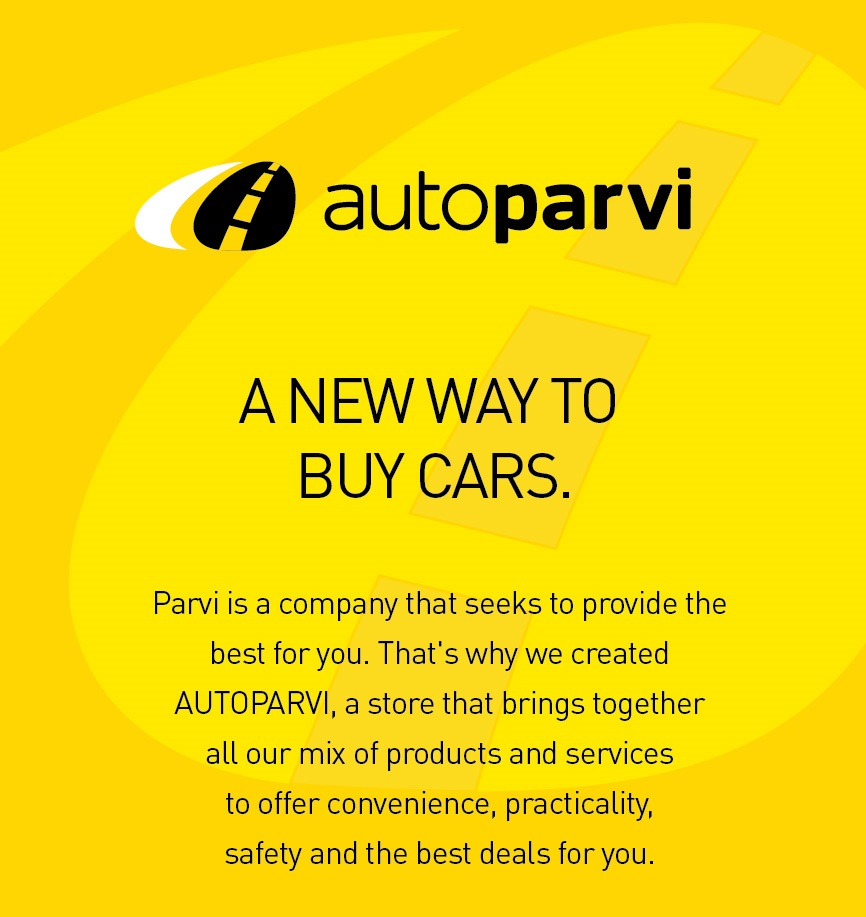 autoparvi
A NEW WAY TO
BUY CARS.
Parvi is a company that seeks to provide the
best for you. That's why we created
AUTOPARVI, a store that brings together
all our mix of products and services
to offer convenience, practicality,
safety and the best deals for you.